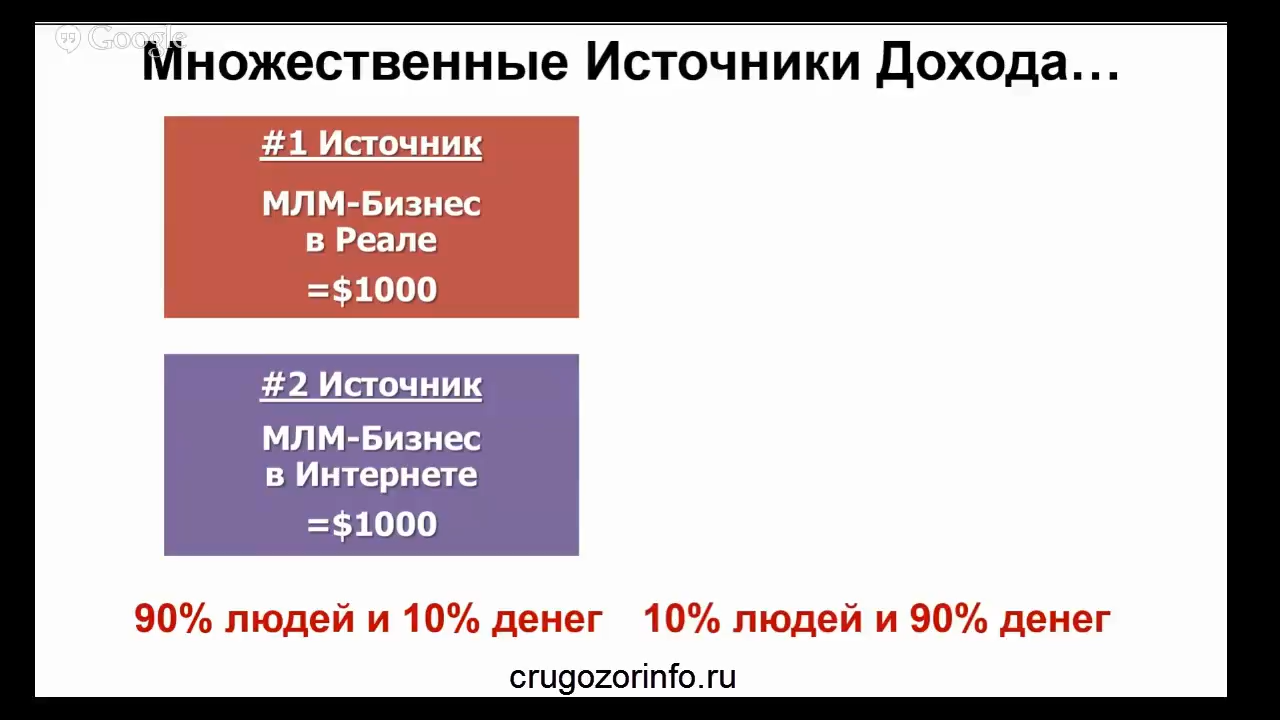 Google
Множественные Источники Дохода...
#1 Источник
МЛМ-Бизнес
в Реале
=$1000
#2 Источник
МЛМ-Бизнес
в Интернете
=$1000
90% людей и 10% денег 10% людей и 90% денег
crugozorinfo.ru